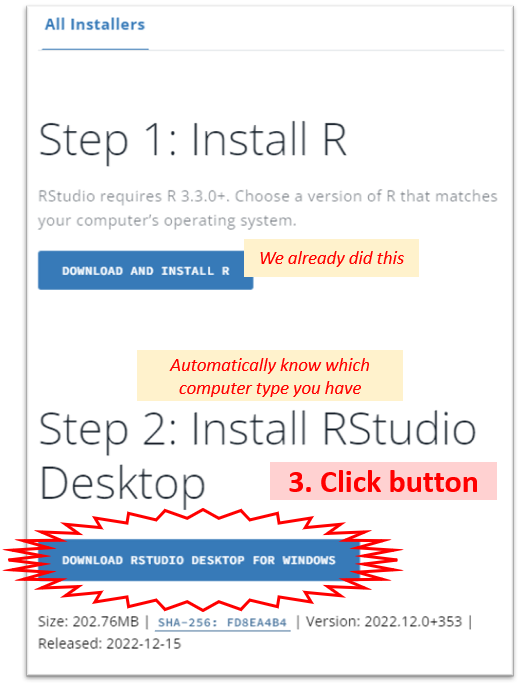 All Installers
Step 1: Install R
RStudio requires R 3.3.0+. Choose a version of R that matches
your computer's operating system.
DOWNLOAD AND INSTALL R
We already did this
Automatically know which
computer type you have
Step 2: Install RStudio
Desktop
3. Click button
DOWNLOAD RSTUDIO DESKTOP FOR WINDOWS
Size: 202.76MB | SHA-256: FD8EA4B4 | Version: 2022.12.0+353 |
Released: 2022-12-15